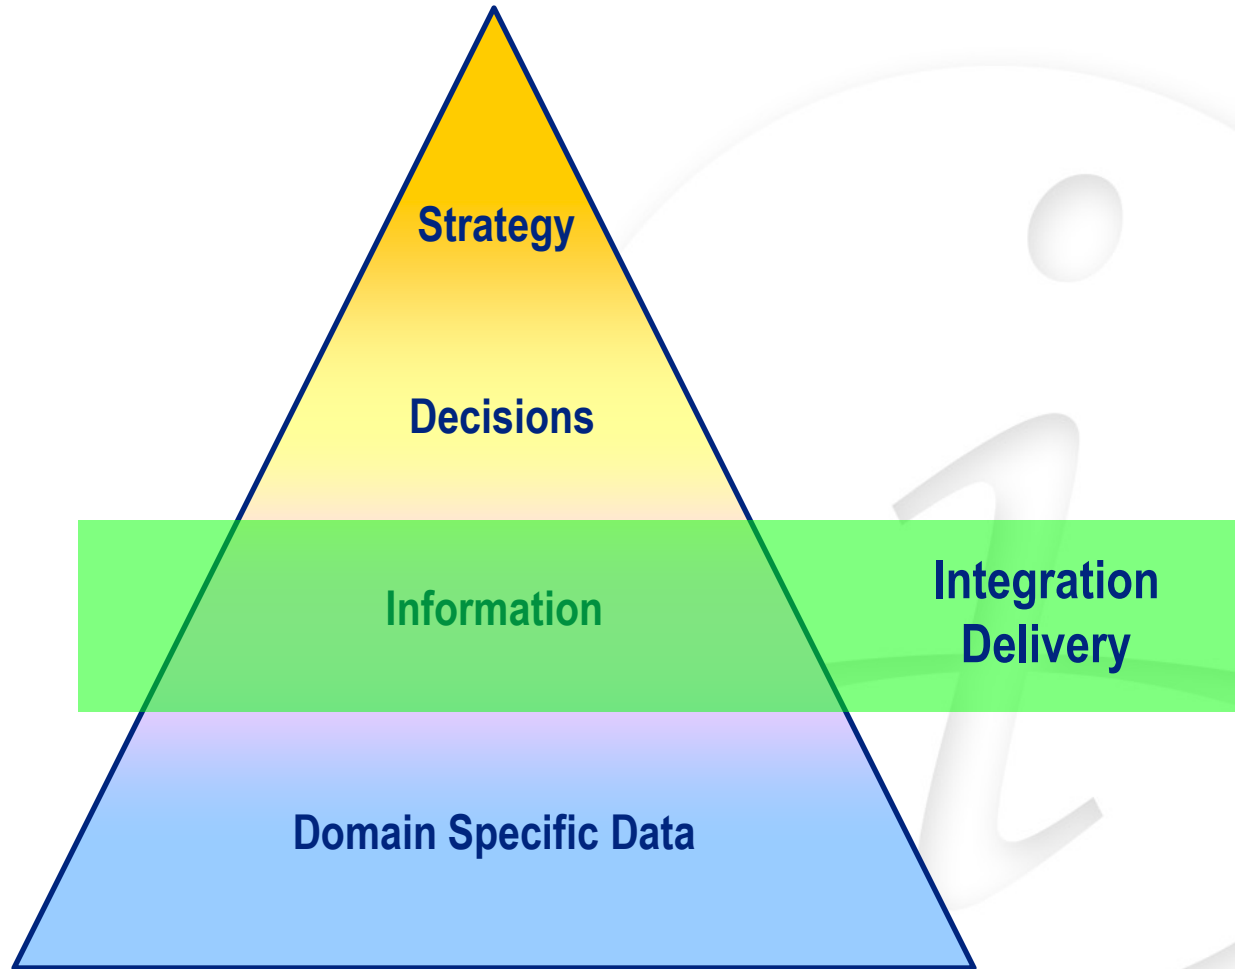 Strategy
Decisions
Information
Integration
Delivery
Domain Specific Data